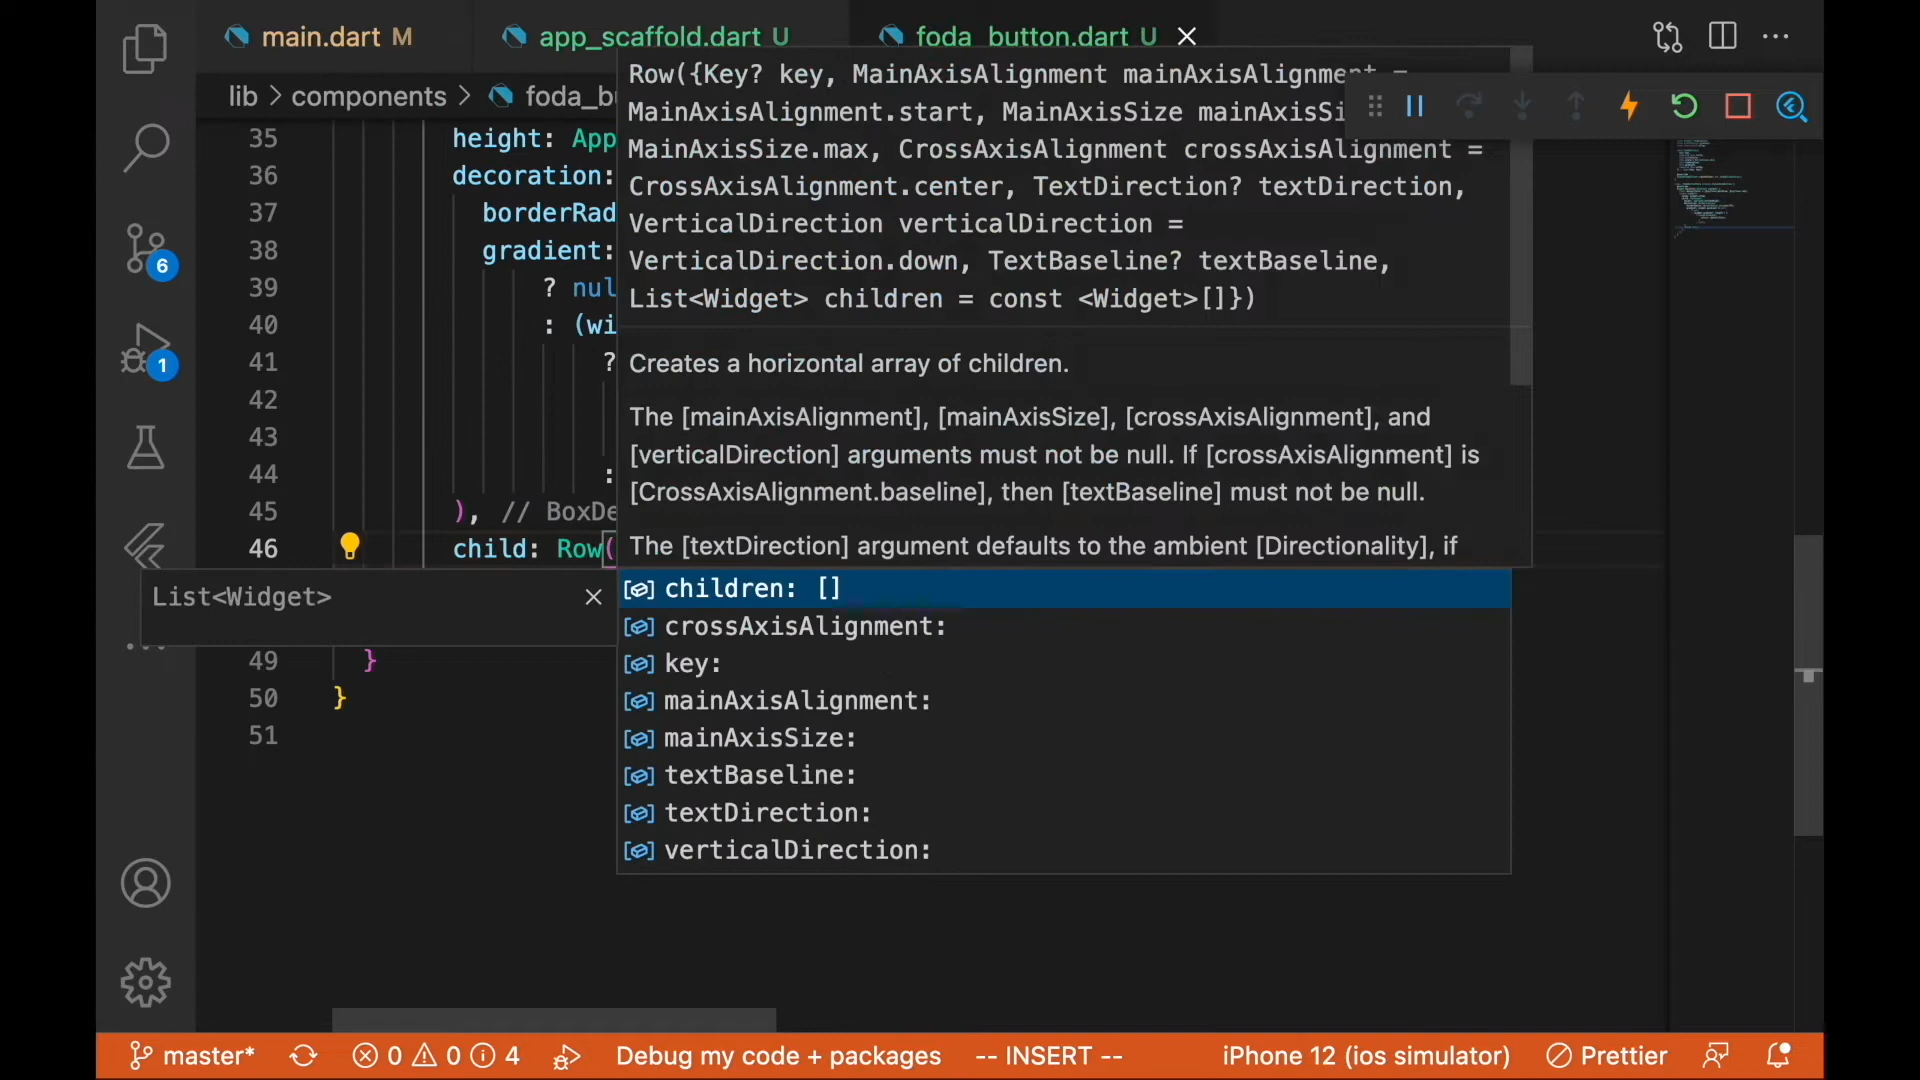 main.dart M
app_scaffold.dart U
foda_button.dart U
lib > components > foda_bu
Row({Key? key, MainAxisAlignment mainAxisAlignment =
MainAxisAlignment.start, MainAxisSize mainAxisSi
MainAxisSize.max, CrossAxisAlignment crossAxisAlignment =
CrossAxisAlignment.center, TextDirection? textDirection,
VerticalDirection verticalDirection =
VerticalDirection.down, TextBaseline? textBaseline,
List<Widget> children = const <Widget>[]})
Creates a horizontal array of children.
The [mainAxisAlignment], [mainAxisSize], [crossAxisAlignment], and
[verticalDirection] arguments must not be null. If [crossAxisAlignment] is
[CrossAxisAlignment.baseline], then [textBaseline] must not be null.
The [textDirection] argument defaults to the ambient [Directionality], if
35 height: App
36 decoration:
37 borderRad
38 gradient:
39 ? nul
40 : (wi
41 ?
42
43
44 :
45 ), // BoxDe
46 child: Row(
List<Widget>
49 }
50 }
51
children: []
crossAxisAlignment:
key:
mainAxisAlignment:
mainAxisSize:
textBaseline:
textDirection:
verticalDirection:
6
1
master* 0 0 4 Debug my code + packages -- INSERT -- iPhone 12 (ios simulator) Prettier